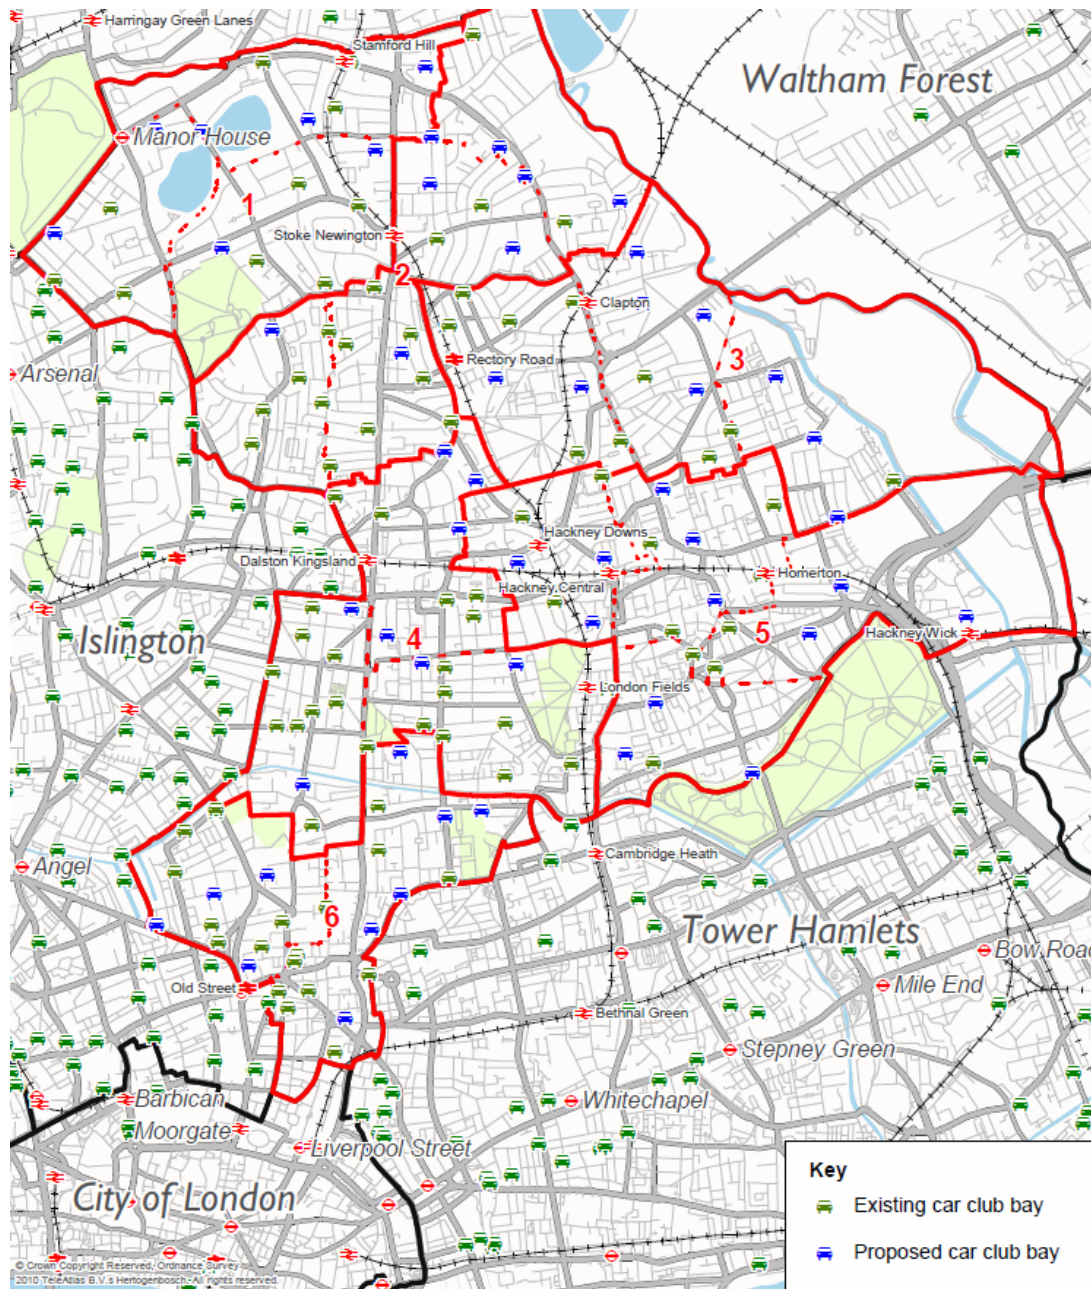 Harringay Green Lanes
Stamford Hill
Waltham Forest
Manor House
1
Stoke Newington
2
Clapton
3
Rectory Road
Arsenal
Hackney Downs
Dalston Kingsland
Hackney Central
Homerton
Islington
4
5
Hackney Wick
London Fields
Cambridge Heath
Angel
6
Tower Hamlets
Bow Road
Old Street
Mile End
Bethnal Green
Stepney Green
Barbican
Whitechapel
Moorgate
Liverpool Street
Key
City of London
Existing car club bay
Proposed car club bay
© Crown Copyright Reserved, Ordnance Survey
2010 TeleAtlas B.V.s Hertogenbosch. All rights reserved.